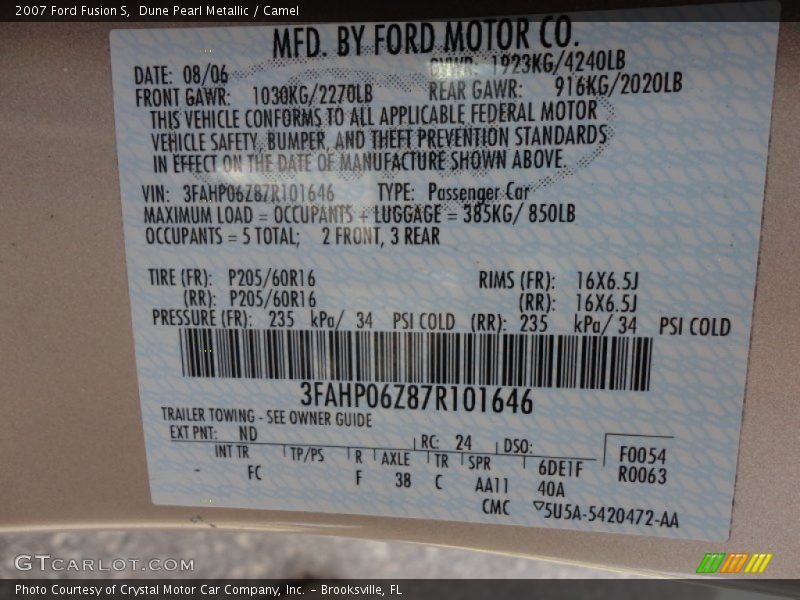 2007 Ford Fusion S, Dune Pearl Metallic / Camel
MFD. BY FORD MOTOR CO.
DATE: 08/06 GVWR: 1923KG/4240LB
FRONT GAWR: 1030KG/2270LB REAR GAWR: 916KG/2020LB
THIS VEHICLE CONFORMS TO ALL APPLICABLE FEDERAL MOTOR
VEHICLE SAFETY, BUMPER, AND THEFT PREVENTION STANDARDS
IN EFFECT ON THE DATE OF MANUFACTURE SHOWN ABOVE.
VIN: 3FAHP06Z87R101646 TYPE: Passenger Car
MAXIMUM LOAD = OCCUPANTS + LUGGAGE = 385KG/ 850LB
OCCUPANTS = 5 TOTAL; 2 FRONT, 3 REAR
TIRE (FR): P205/60R16 RIMS (FR): 16X6.5J
(RR): P205/60R16 (RR): 16X6.5J
PRESSURE (FR): 235 kPa/ 34 PSI COLD (RR): 235 kPa/ 34 PSI COLD
3FAHP06Z87R101646
TRAILER TOWING - SEE OWNER GUIDE
EXT PNT: ND RC: 24 DSO: F0054
INT TR TP/PS R AXLE TR SPR 6DE1F R0063
- FC F 38 C AA11 40A
CMC ▽5U5A-5420472-AA
GTCARLOT.COM
Photo Courtesy of Crystal Motor Car Company, Inc. – Brooksville, FL